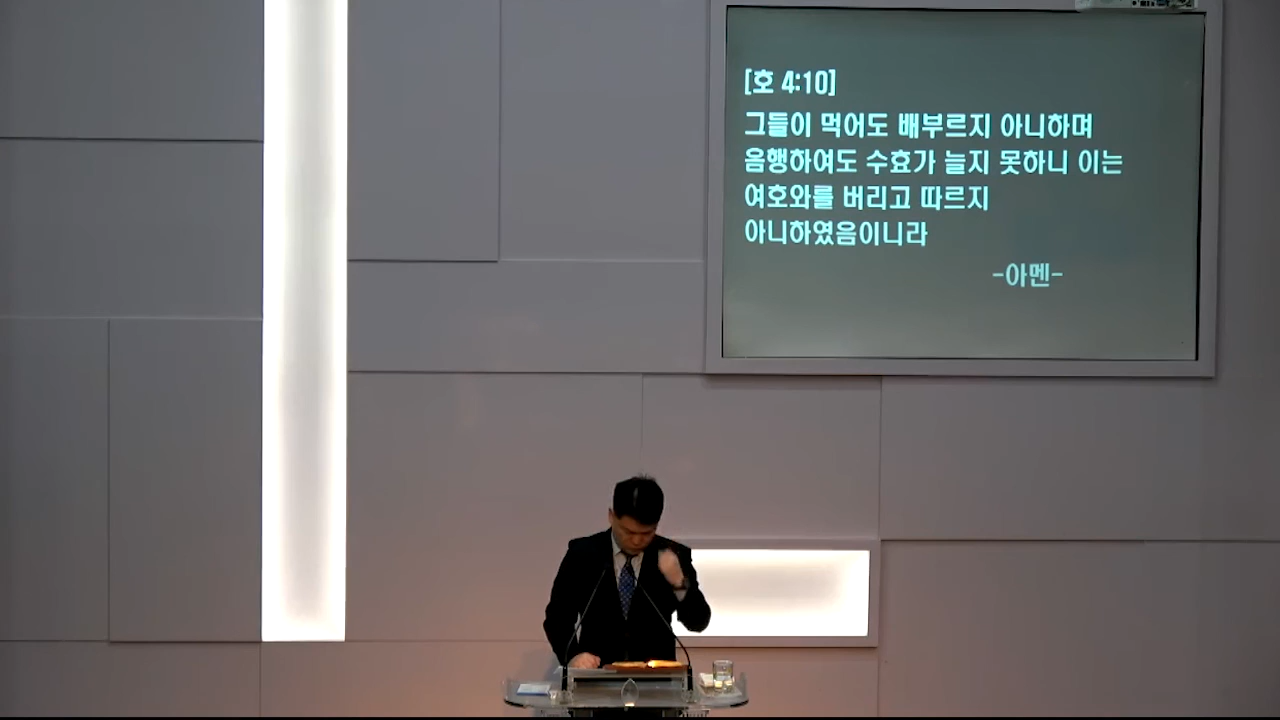 [호 4:10]
그들이 먹어도 배부르지 아니하며
음행하여도 수효가 늘지 못하니 이는
여호와를 버리고 따르지
아니하였음이니라
-아멘-